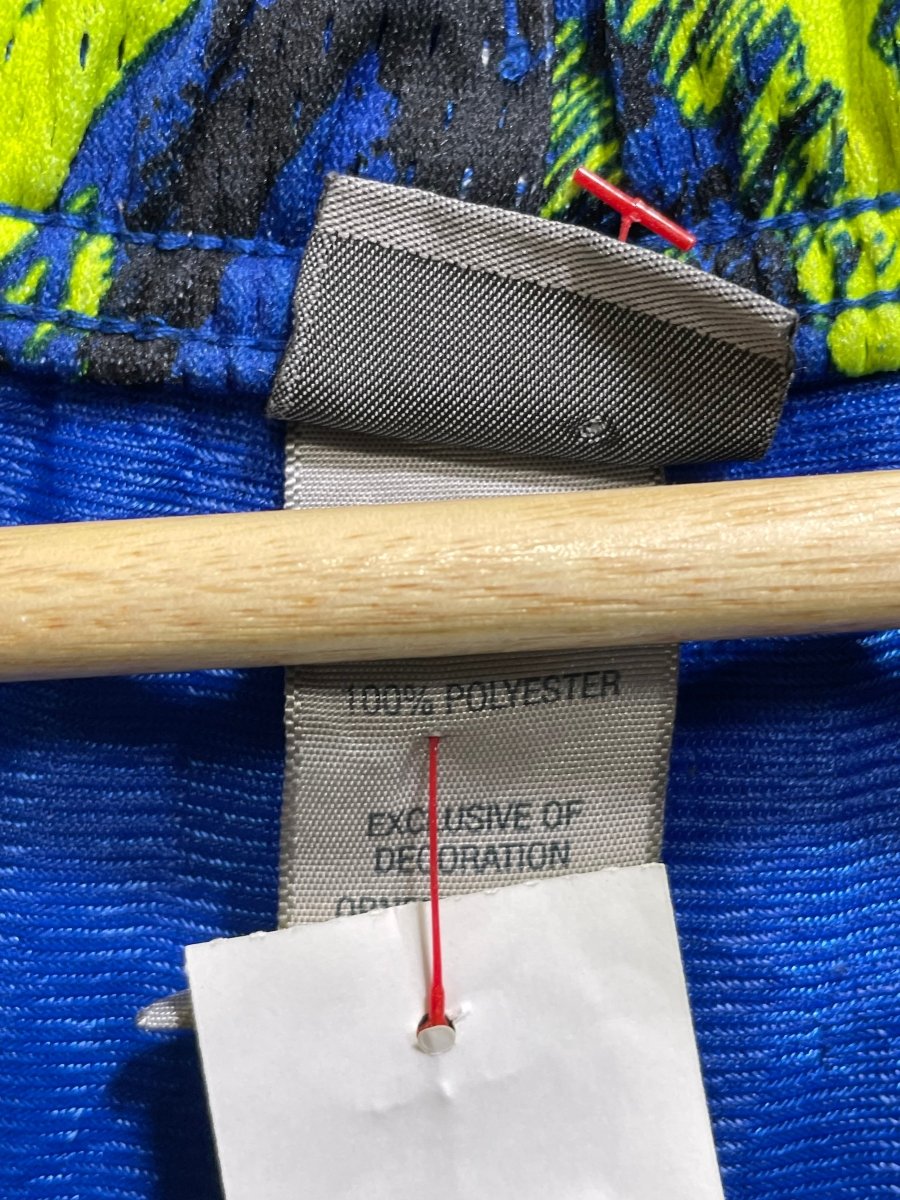 100% POLYESTER
EXCLUSIVE OF
DECORATION